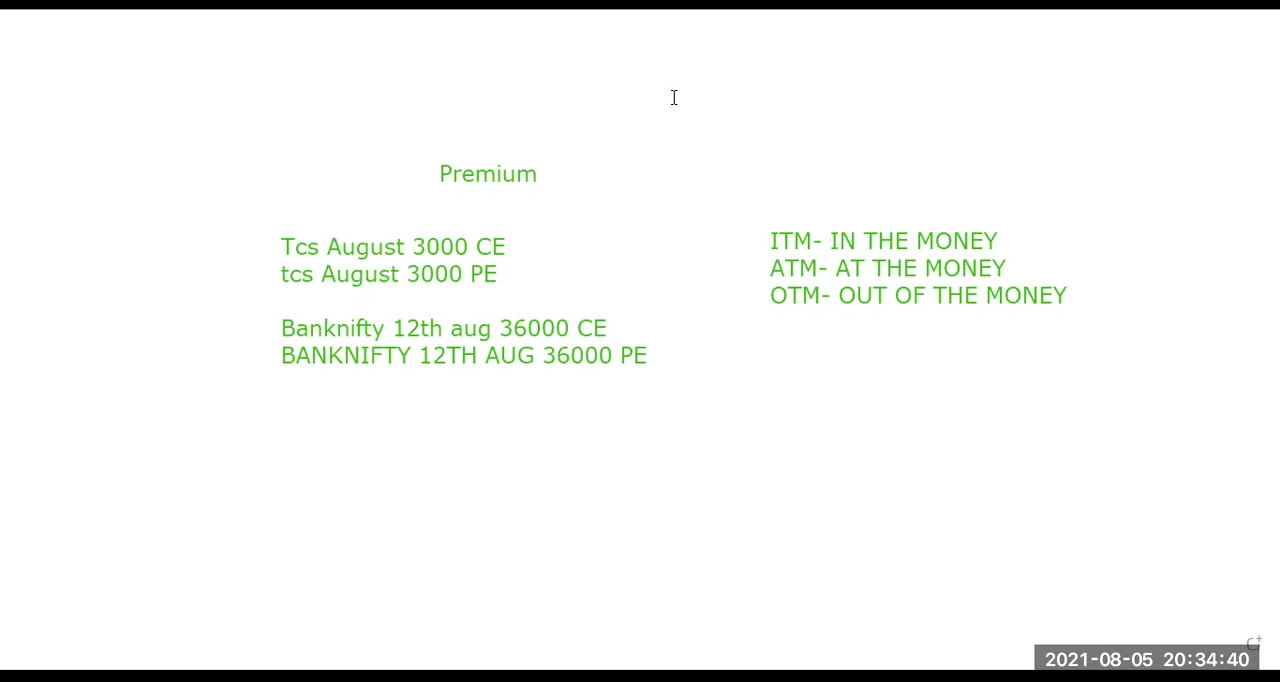 Premium
Tcs August 3000 CE
tcs August 3000 PE
Banknifty 12th aug 36000 CE
BANKNIFTY 12TH AUG 36000 PE
ITM- IN THE MONEY
ATM- AT THE MONEY
OTM- OUT OF THE MONEY
2021-08-05 20:34:40